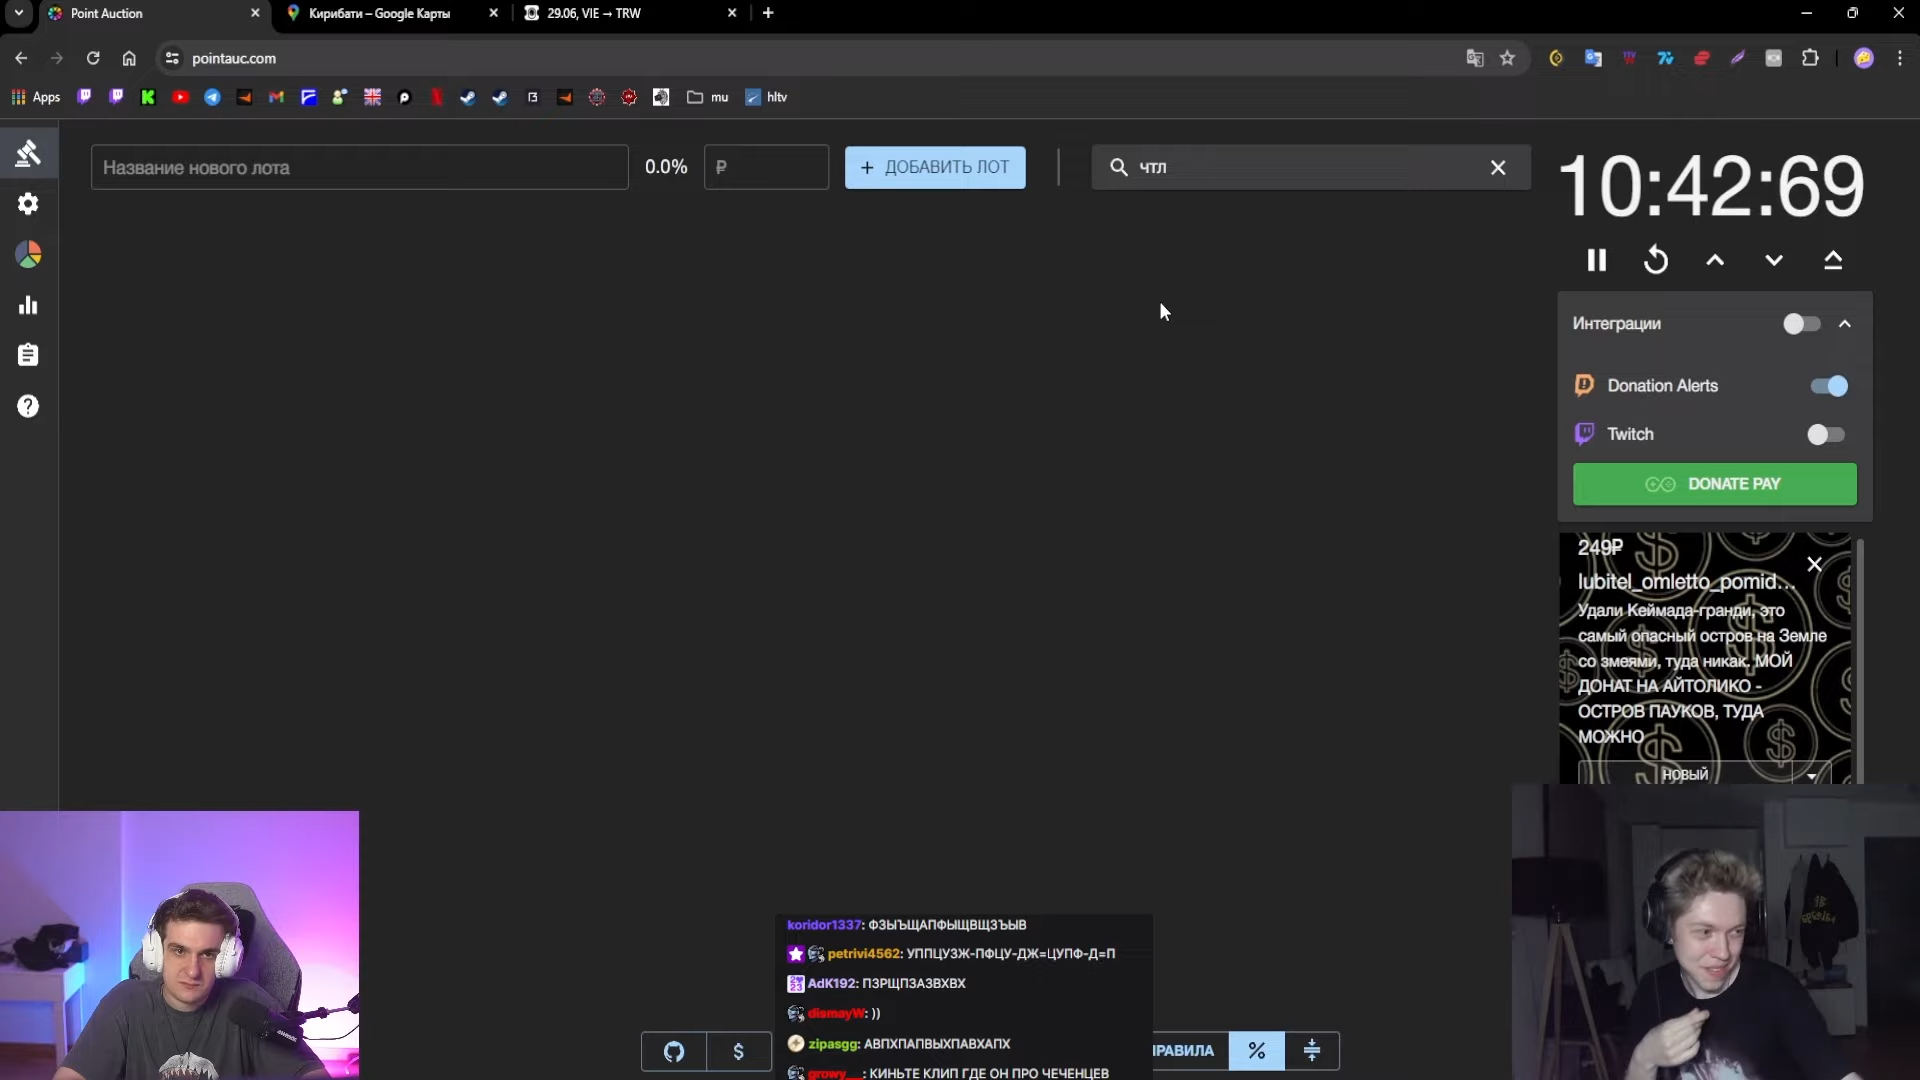 Point Auction
Кирибати – Google Карты
29.06, VIE → TRW
pointauc.com
Apps
mu
hltv
Название нового лота
0.0%
₽
+ ДОБАВИТЬ ЛОТ
чтл
10:42:69
Интеграции
Donation Alerts
Twitch
DONATE PAY
249₽
lubitel_omletto_pomid...
Удали Кеймада-гранди, это
самый опасный остров на Земле
со змеями, туда никак. МОЙ
ДОНАТ НА АЙТОЛИКО -
ОСТРОВ ПАУКОВ, ТУДА
МОЖНО
НОВЫЙ
koridor1337: ФЗЫЪЩАПФЫЩВЩЗЪЫВ
petrivi4562: УППЦУЗЖ-ПФЦУ-ДЖ=ЦУПФ-Д=П
AdK192: ПЗРЩПЗАЗВХВХ
dismayW: ))
zipasgg: АВПХПАПВЫХПАВХАПХ
growy__: КИНЬТЕ КЛИП ГДЕ ОН ПРО ЧЕЧЕНЦЕВ
$
РАВИЛА
%